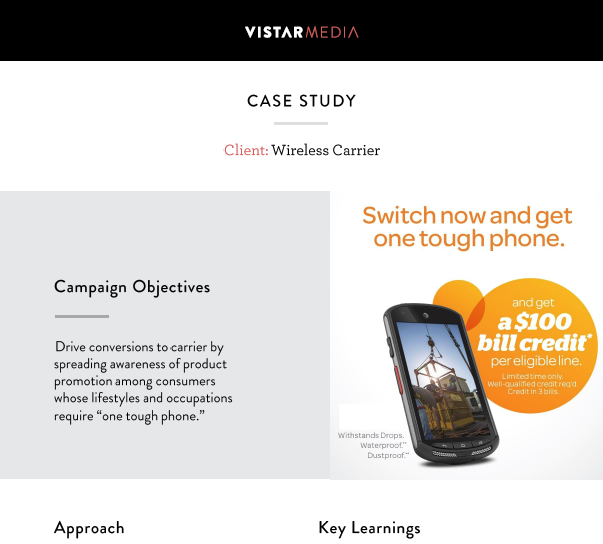 VISTARMEDIA
CASE STUDY
Client: Wireless Carrier
Campaign Objectives
Drive conversions to carrier by
spreading awareness of product
promotion among consumers
whose lifestyles and occupations
require “one tough phone.”
Switch now and get
one tough phone.
and get
a $100
bill credit*
per eligible line.
Limited time only.
Well-qualified credit req'd.
Credit in 3 bills.
Withstands Drops.
Waterproof.™
Dustproof.™
Approach
Key Learnings